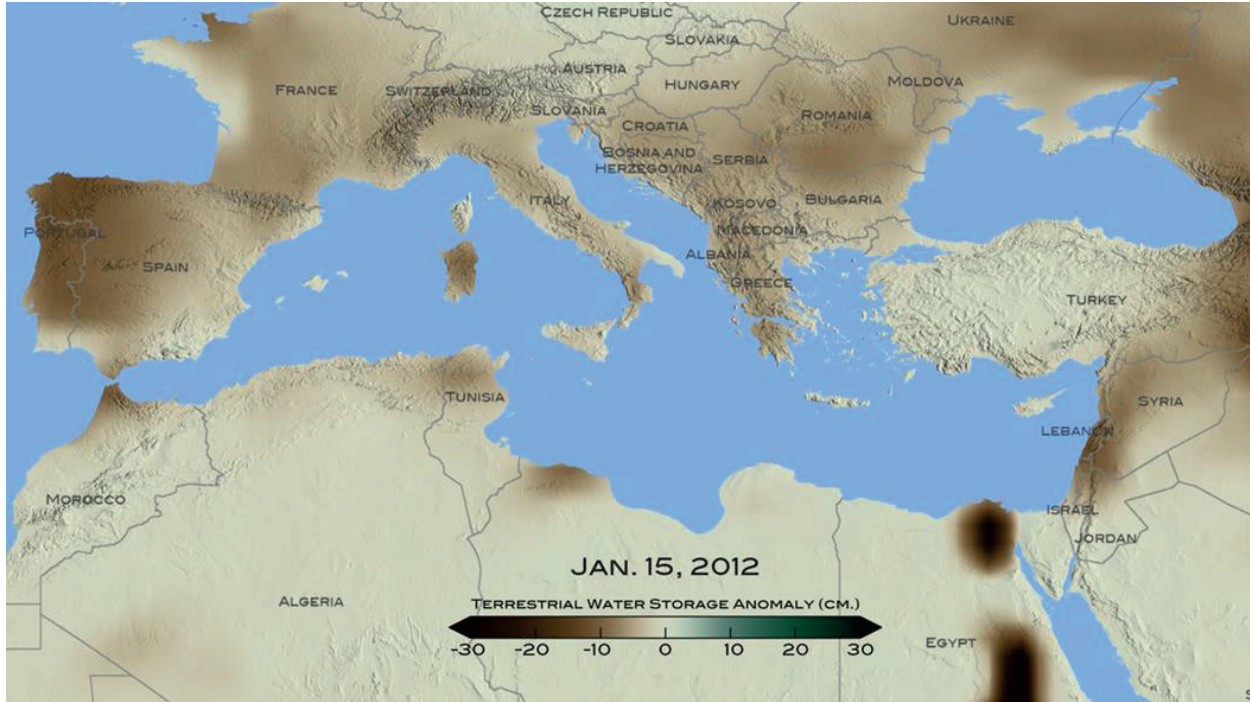 CZECH REPUBLIC
UKRAINE
SLOVAKIA
AUSTRIA
HUNGARY
MOLDOVA
FRANCE
SWITZERLAND
SLOVANIA
ROMANIA
CROATIA
BOSNIA AND
HERZEGOVINA
SERBIA
ITALY
KOSOVO
BULGARIA
PORTUGAL
MACEDONIA
SPAIN
ALBANIA
GREECE
TURKEY
TUNISIA
SYRIA
LEBANON
MOROCCO
ISRAEL
JORDAN
JAN. 15, 2012
ALGERIA
TERRESTRIAL WATER STORAGE ANOMALY (CM.)
-30 -20 -10 0 10 20 30
EGYPT
S